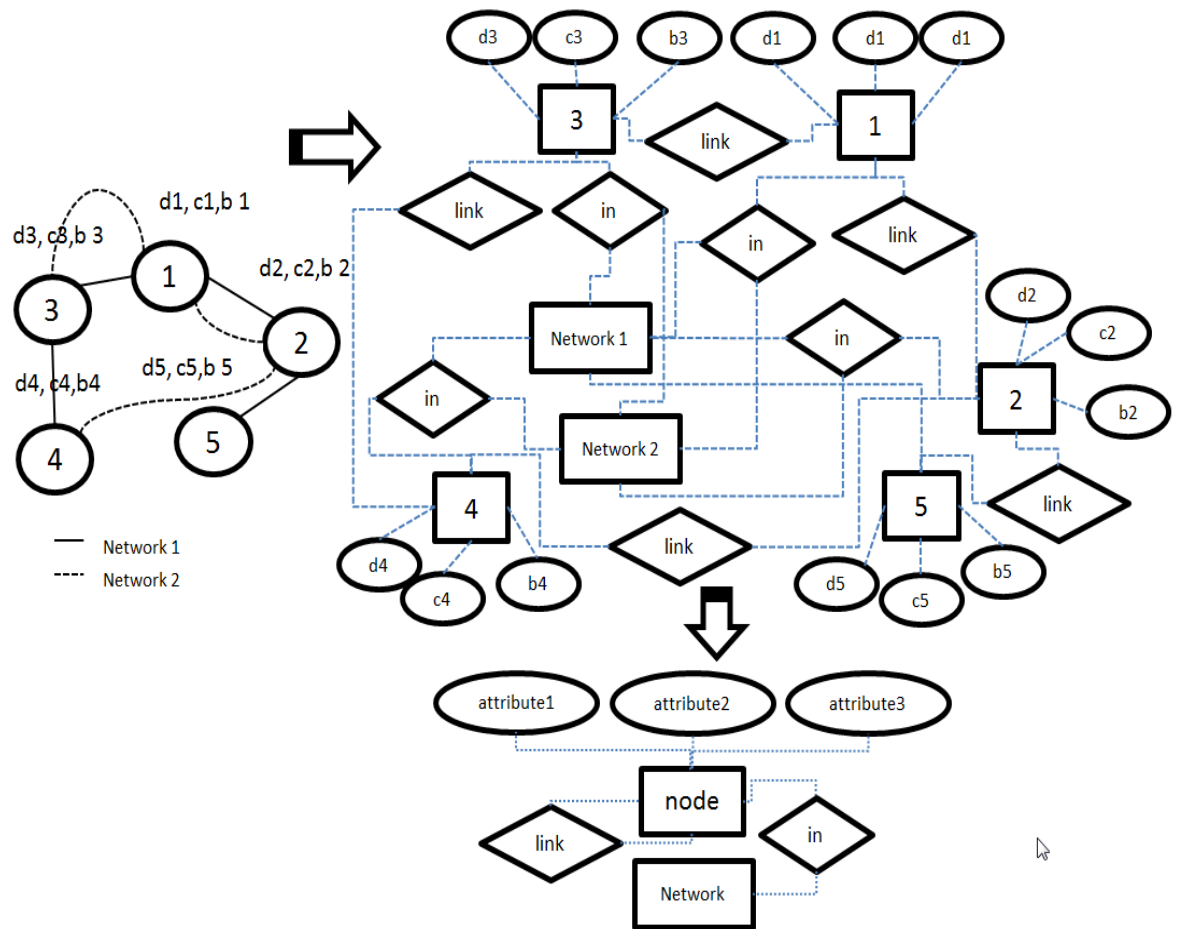 d3
c3
b3
d1
d1
d1
3
1
link
link
in
in
link
d1, c1,b 1
d3, c3,b 3
d2, c2,b 2
1
3
2
d5, c5,b 5
d4, c4,b4
5
4
Network 1
Network 2
Network 1
in
d2
c2
2
b2
in
Network 2
4
5
link
link
d4
c4
b4
d5
c5
b5
attribute1
attribute2
attribute3
node
link
in
Network